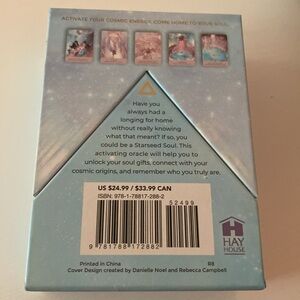 ACTIVATE YOUR COSMIC ENERGY. COME HOME TO YOUR SOUL.
Have you
always had a
longing for home
without really knowing
what that meant? If so, you
could be a Starseed Soul. This
activating oracle will help you to
unlock your soul gifts, connect with your
cosmic origins, and remember who you truly are.
US $24.99 / $33.99 CAN
ISBN: 978-1-78817-288-2
52499
9 781788 172882
HAY
HOUSE
Printed in China
Cover Design created by Danielle Noel and Rebecca Campbell